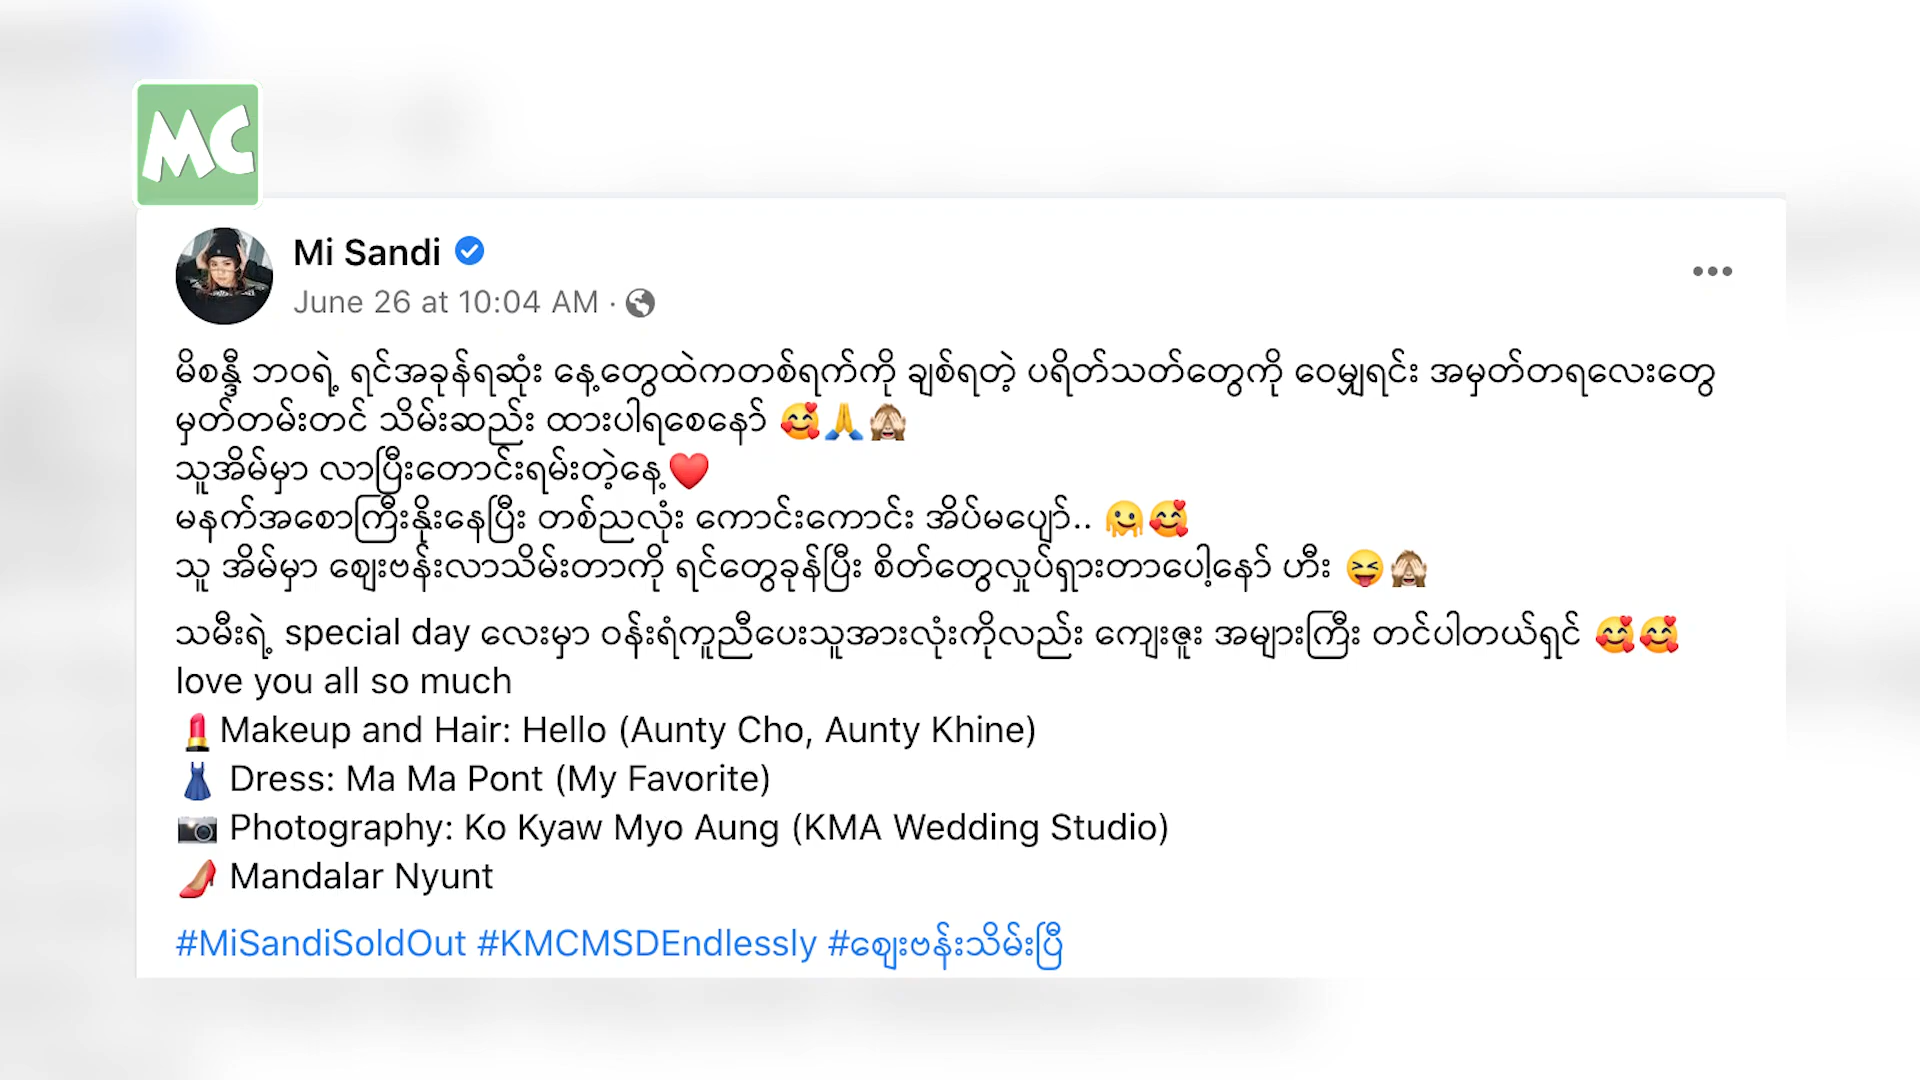 MC
Mi Sandi
June 26 at 10:04 AM ·
မိစန္ဒီ ဘဝရဲ့ ရင်အခုန်ရဆုံး နေ့တွေထဲကတစ်ရက်ကို ချစ်ရတဲ့ ပရိတ်သတ်တွေကို ဝေမျှရင်း အမှတ်တရလေးတွေ
မှတ်တမ်းတင် သိမ်းဆည်း ထားပါရစေနော် 🥰🙏🙈
သူအိမ်မှာ လာပြီးတောင်းရမ်းတဲ့နေ့❤️
မနက်အစောကြီးနိုးနေပြီး တစ်ညလုံး ကောင်းကောင်း အိပ်မပျော်.. 🫠🥰
သူ အိမ်မှာ ဈေးဗန်းလာသိမ်းတာကို ရင်တွေခုန်ပြီး စိတ်တွေလှုပ်ရှားတာပေါ့နော် ဟီး 😝🙈
သမီးရဲ့ special day လေးမှာ ဝန်းရံကူညီပေးသူအားလုံးကိုလည်း ကျေးဇူး အများကြီး တင်ပါတယ်ရှင် 🥰🥰
love you all so much
💄Makeup and Hair: Hello (Aunty Cho, Aunty Khine)
👗 Dress: Ma Ma Pont (My Favorite)
📷 Photography: Ko Kyaw Myo Aung (KMA Wedding Studio)
👠 Mandalar Nyunt
#MiSandiSoldOut #KMCMSDEndlessly #ဈေးဗန်းသိမ်းပြီ